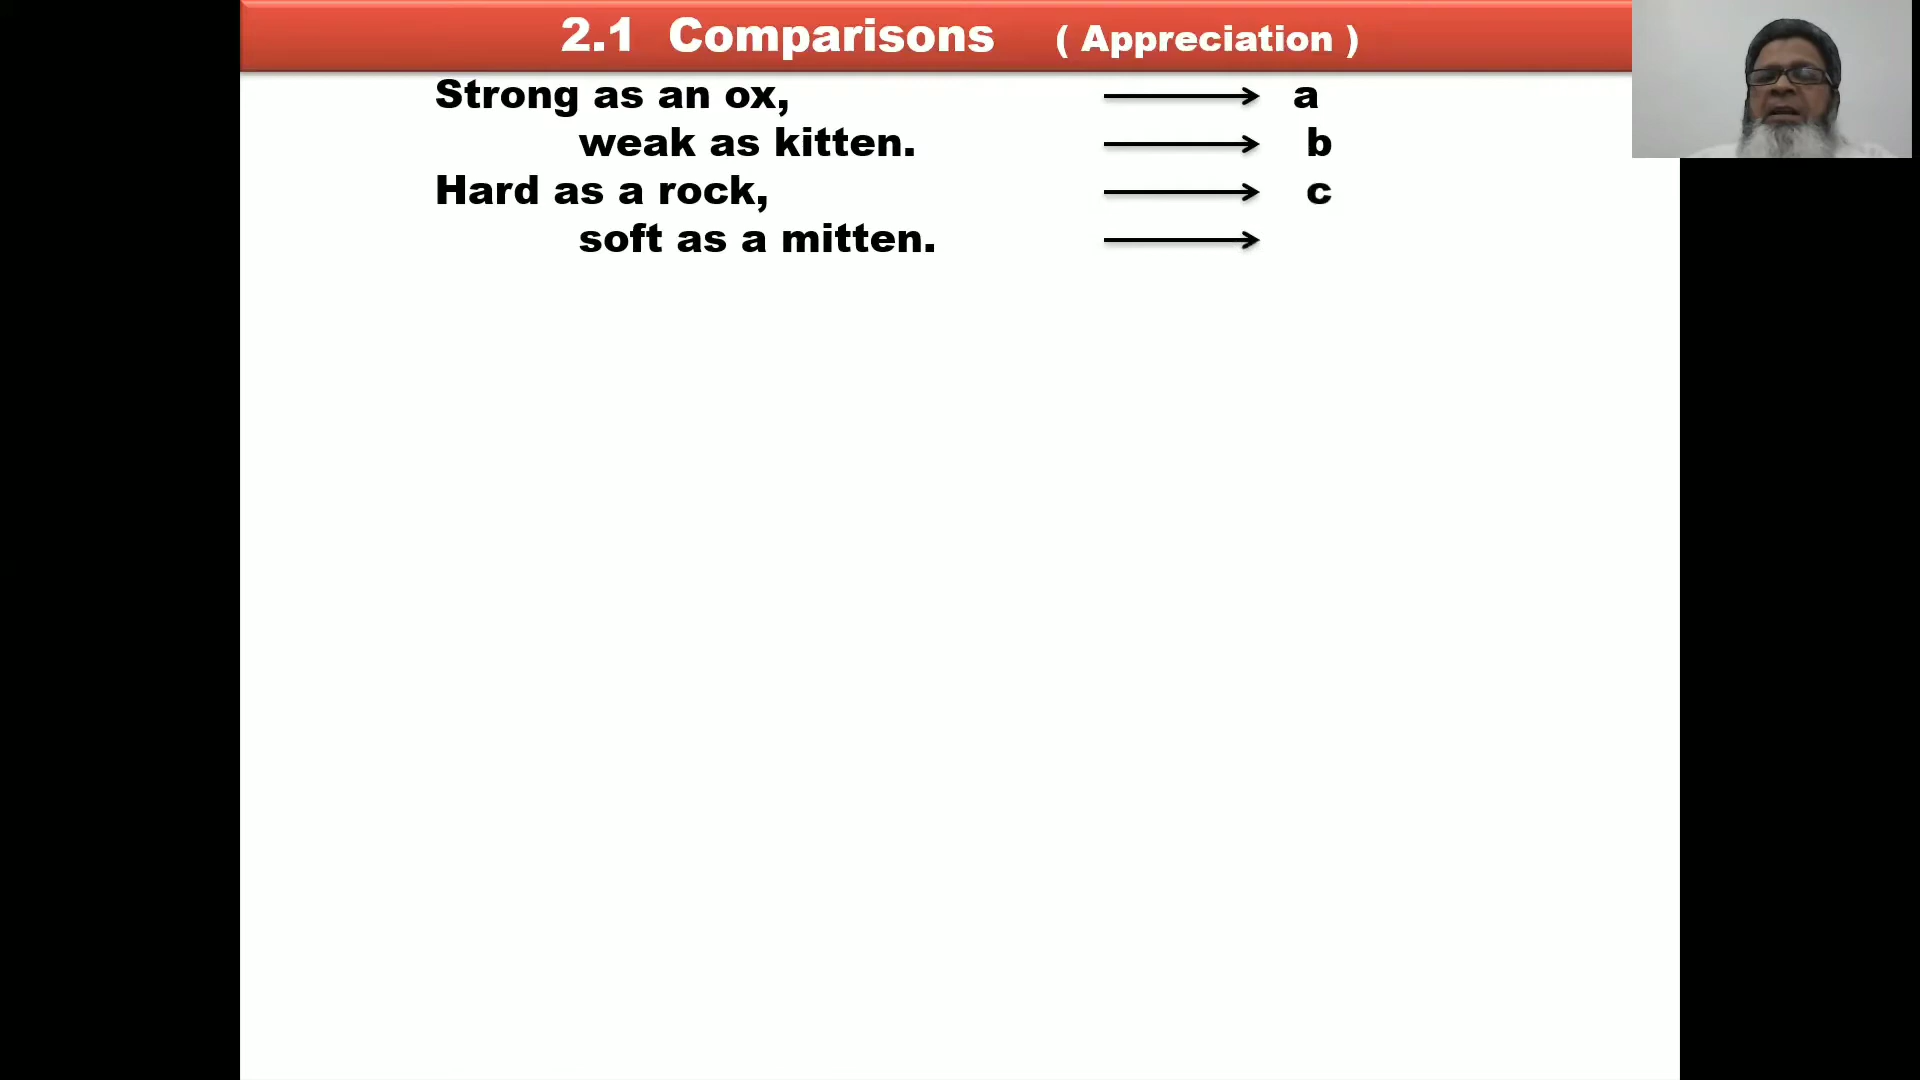 2.1 Comparisons ( Appreciation )
Strong as an ox, a
weak as kitten. b
Hard as a rock, c
soft as a mitten.